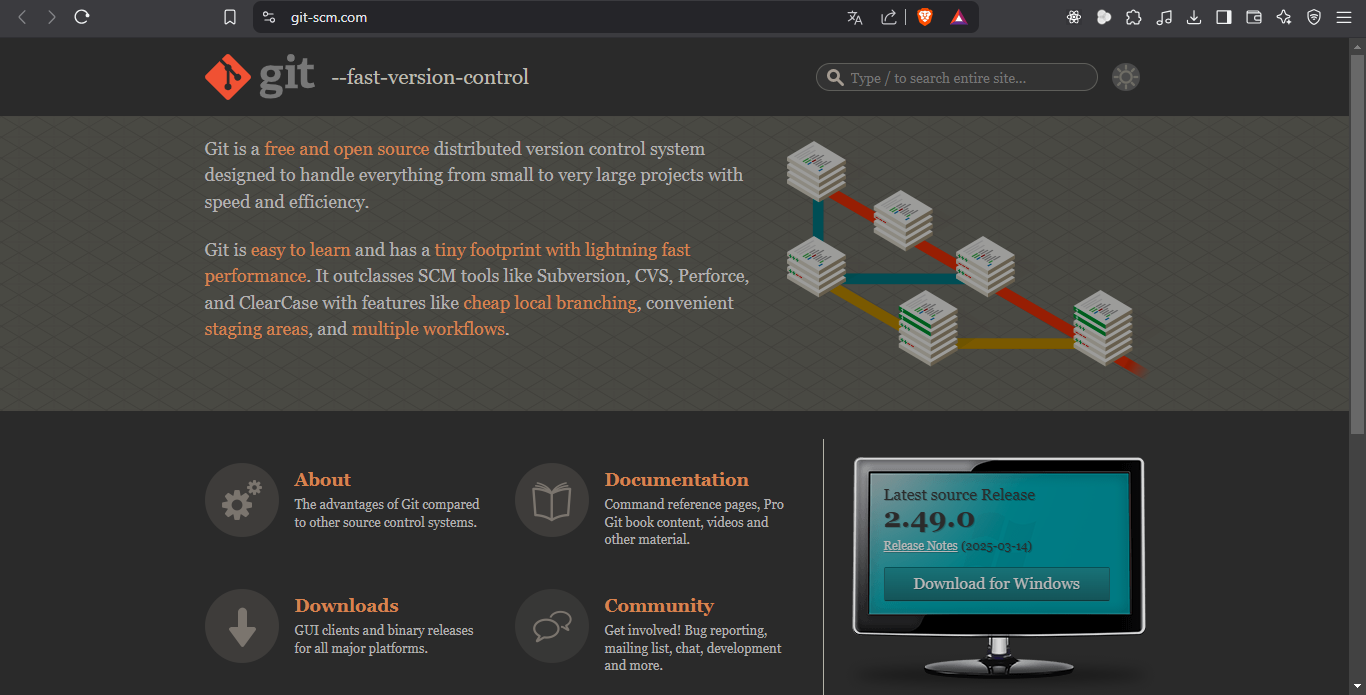 git-scm.com
git --fast-version-control
Type / to search entire site...
Git is a free and open source distributed version control system
designed to handle everything from small to very large projects with
speed and efficiency.
Git is easy to learn and has a tiny footprint with lightning fast
performance. It outclasses SCM tools like Subversion, CVS, Perforce,
and ClearCase with features like cheap local branching, convenient
staging areas, and multiple workflows.
About
The advantages of Git compared
to other source control systems.
Documentation
Command reference pages, Pro
Git book content, videos and
other material.
Downloads
GUI clients and binary releases
for all major platforms.
Community
Get involved! Bug reporting,
mailing list, chat, development
and more.
Latest source Release
2.49.0
Release Notes (2025-03-14)
Download for Windows